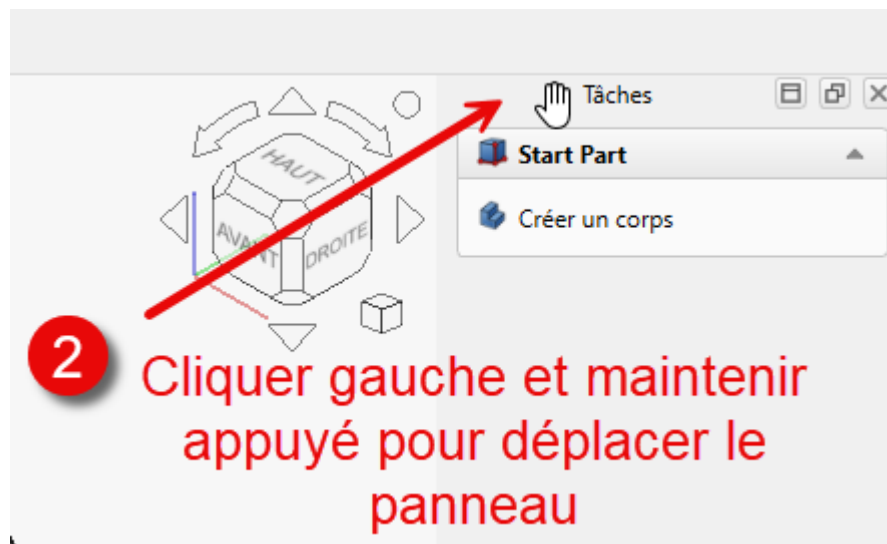 Tâches
Start Part
Créer un corps
HAUT
AVANT
DROITE
2
Cliquer gauche et maintenir
appuyé pour déplacer le
panneau